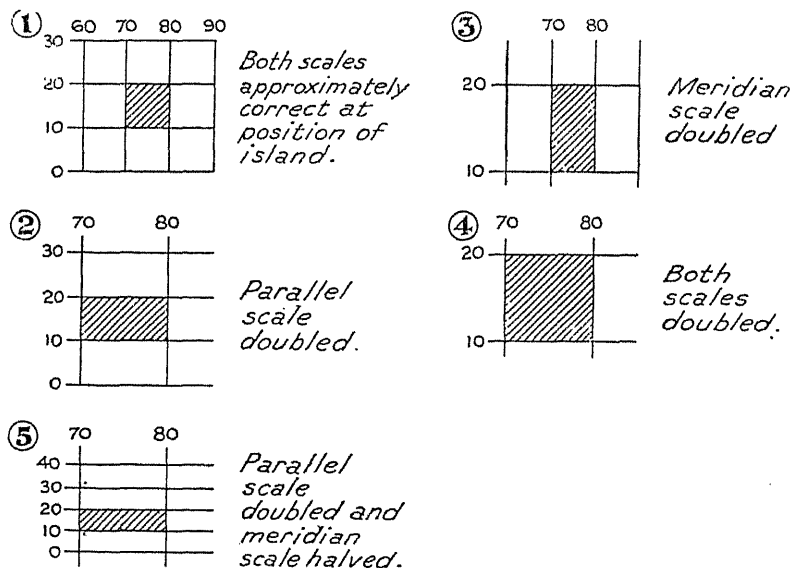 ①
60 70 80 90
30
20
10
0
Both scales
approximately
correct at
position of
island.
②
70 80
30
20
10
0
Parallel
scale
doubled.
③
70 80
20
10
Meridian
scale
doubled
④
70 80
20
10
Both
scales
doubled.
⑤
70 80
40
30
20
10
0
Parallel
scale
doubled and
meridian
scale halved.